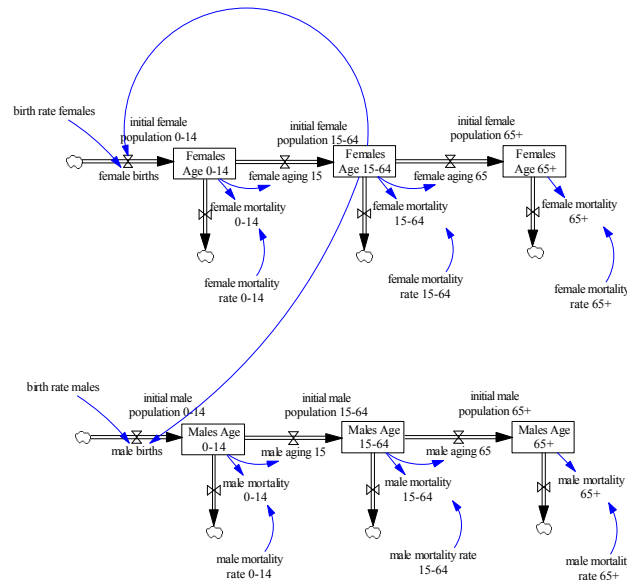 birth rate females
initial female
population 0-14
initial female
population 15-64
initial female
population 65+
Females
Age 0-14
Females
Age 15-64
Females
Age 65+
female births
female aging 15
female aging 65
female mortality
0-14
female mortality
15-64
female mortality
65+
female mortality
rate 0-14
female mortality
rate 15-64
female mortality
rate 65+
birth rate males
initial male
population 0-14
initial male
population 15-64
initial male
population 65+
Males Age
0-14
Males Age
15-64
Males Age
65+
male births
male aging 15
male aging 65
male mortality
0-14
male mortality
15-64
male mortality
65+
male mortality
rate 0-14
male mortality rate
15-64
male mortality
rate 65+